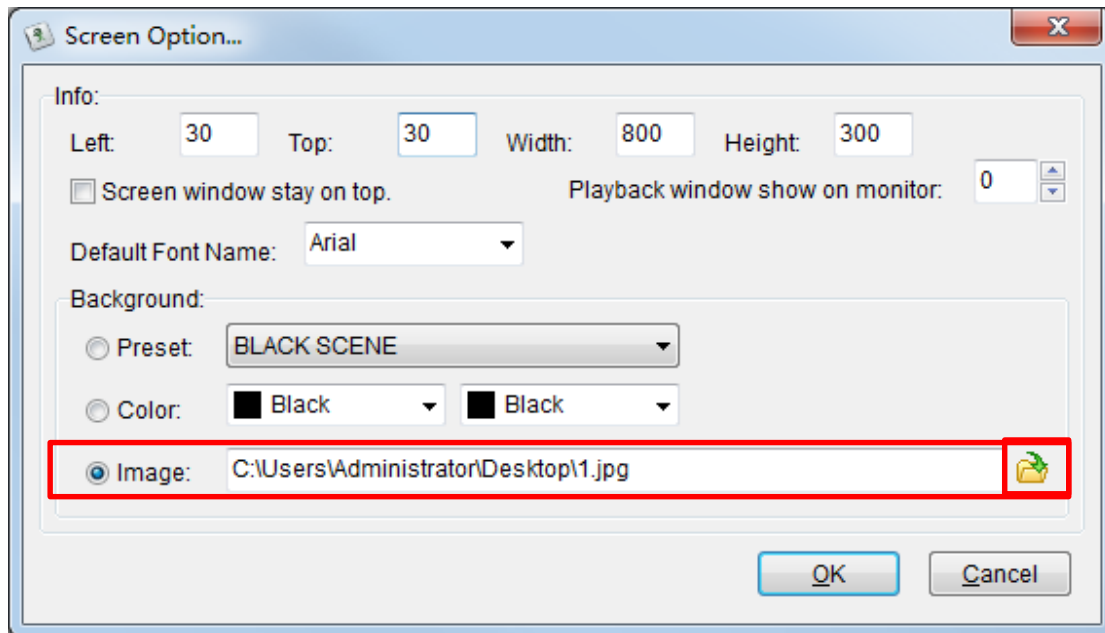 Screen Option...
Info:
Left: 30 Top: 30 Width: 800 Height: 300
Screen window stay on top. Playback window show on monitor: 0
Default Font Name: Arial
Background:
Preset: BLACK SCENE
Color: Black Black
Image: C:\Users\Administrator\Desktop\1.jpg
OK Cancel